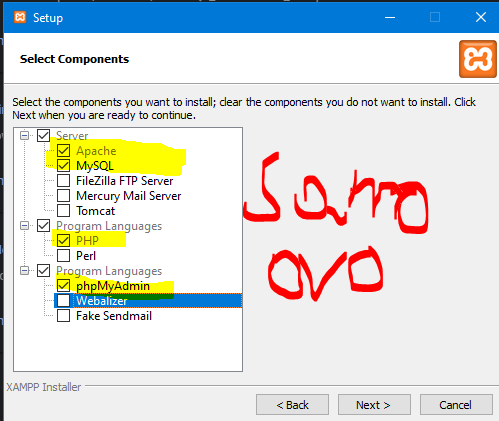 Setup
Select Components
Select the components you want to install; clear the components you do not want to install. Click
Next when you are ready to continue.
Server
Apache
MySQL
FileZilla FTP Server
Mercury Mail Server
Tomcat
Program Languages
PHP
Perl
Program Languages
phpMyAdmin
Webalizer
Fake Sendmail
Samo
ovo
XAMPP Installer
< Back
Next >
Cancel